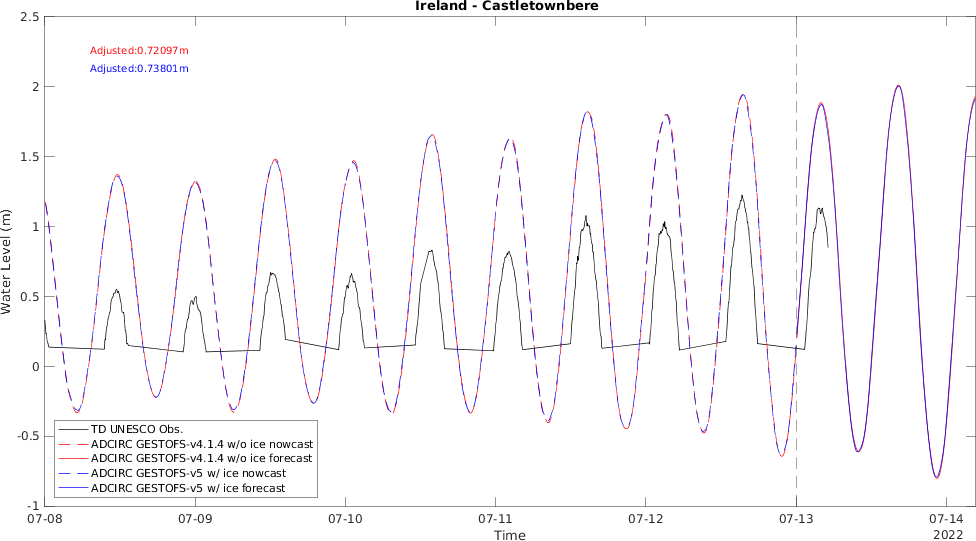 Ireland - Castletownbere
2.5
Adjusted:0.72097m
Adjusted:0.73801m
2
1.5
1
0.5
0
-0.5
-1
Water Level (m)
TD UNESCO Obs.
ADCIRC GESTOFS-v4.1.4 w/o ice nowcast
ADCIRC GESTOFS-v4.1.4 w/o ice forecast
ADCIRC GESTOFS-v5 w/ ice nowcast
ADCIRC GESTOFS-v5 w/ ice forecast
07-08 07-09 07-10 07-11 07-12 07-13 07-14
Time
2022